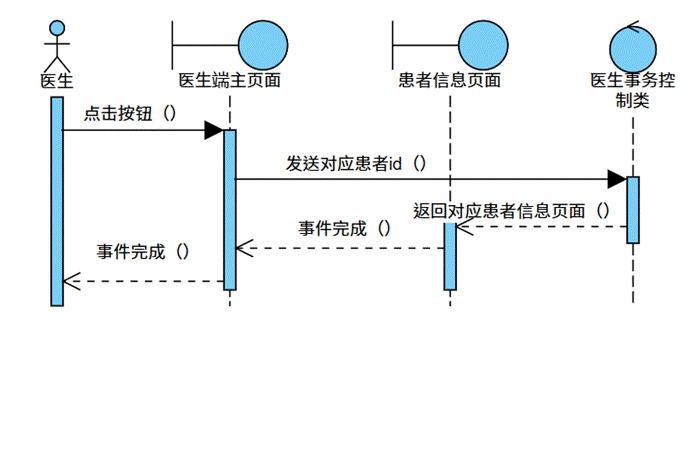 医生
医生端主页面
患者信息页面
医生事务控
制类
点击按钮（）
发送对应患者id（）
返回对应患者信息页面（）
事件完成（）
事件完成（）